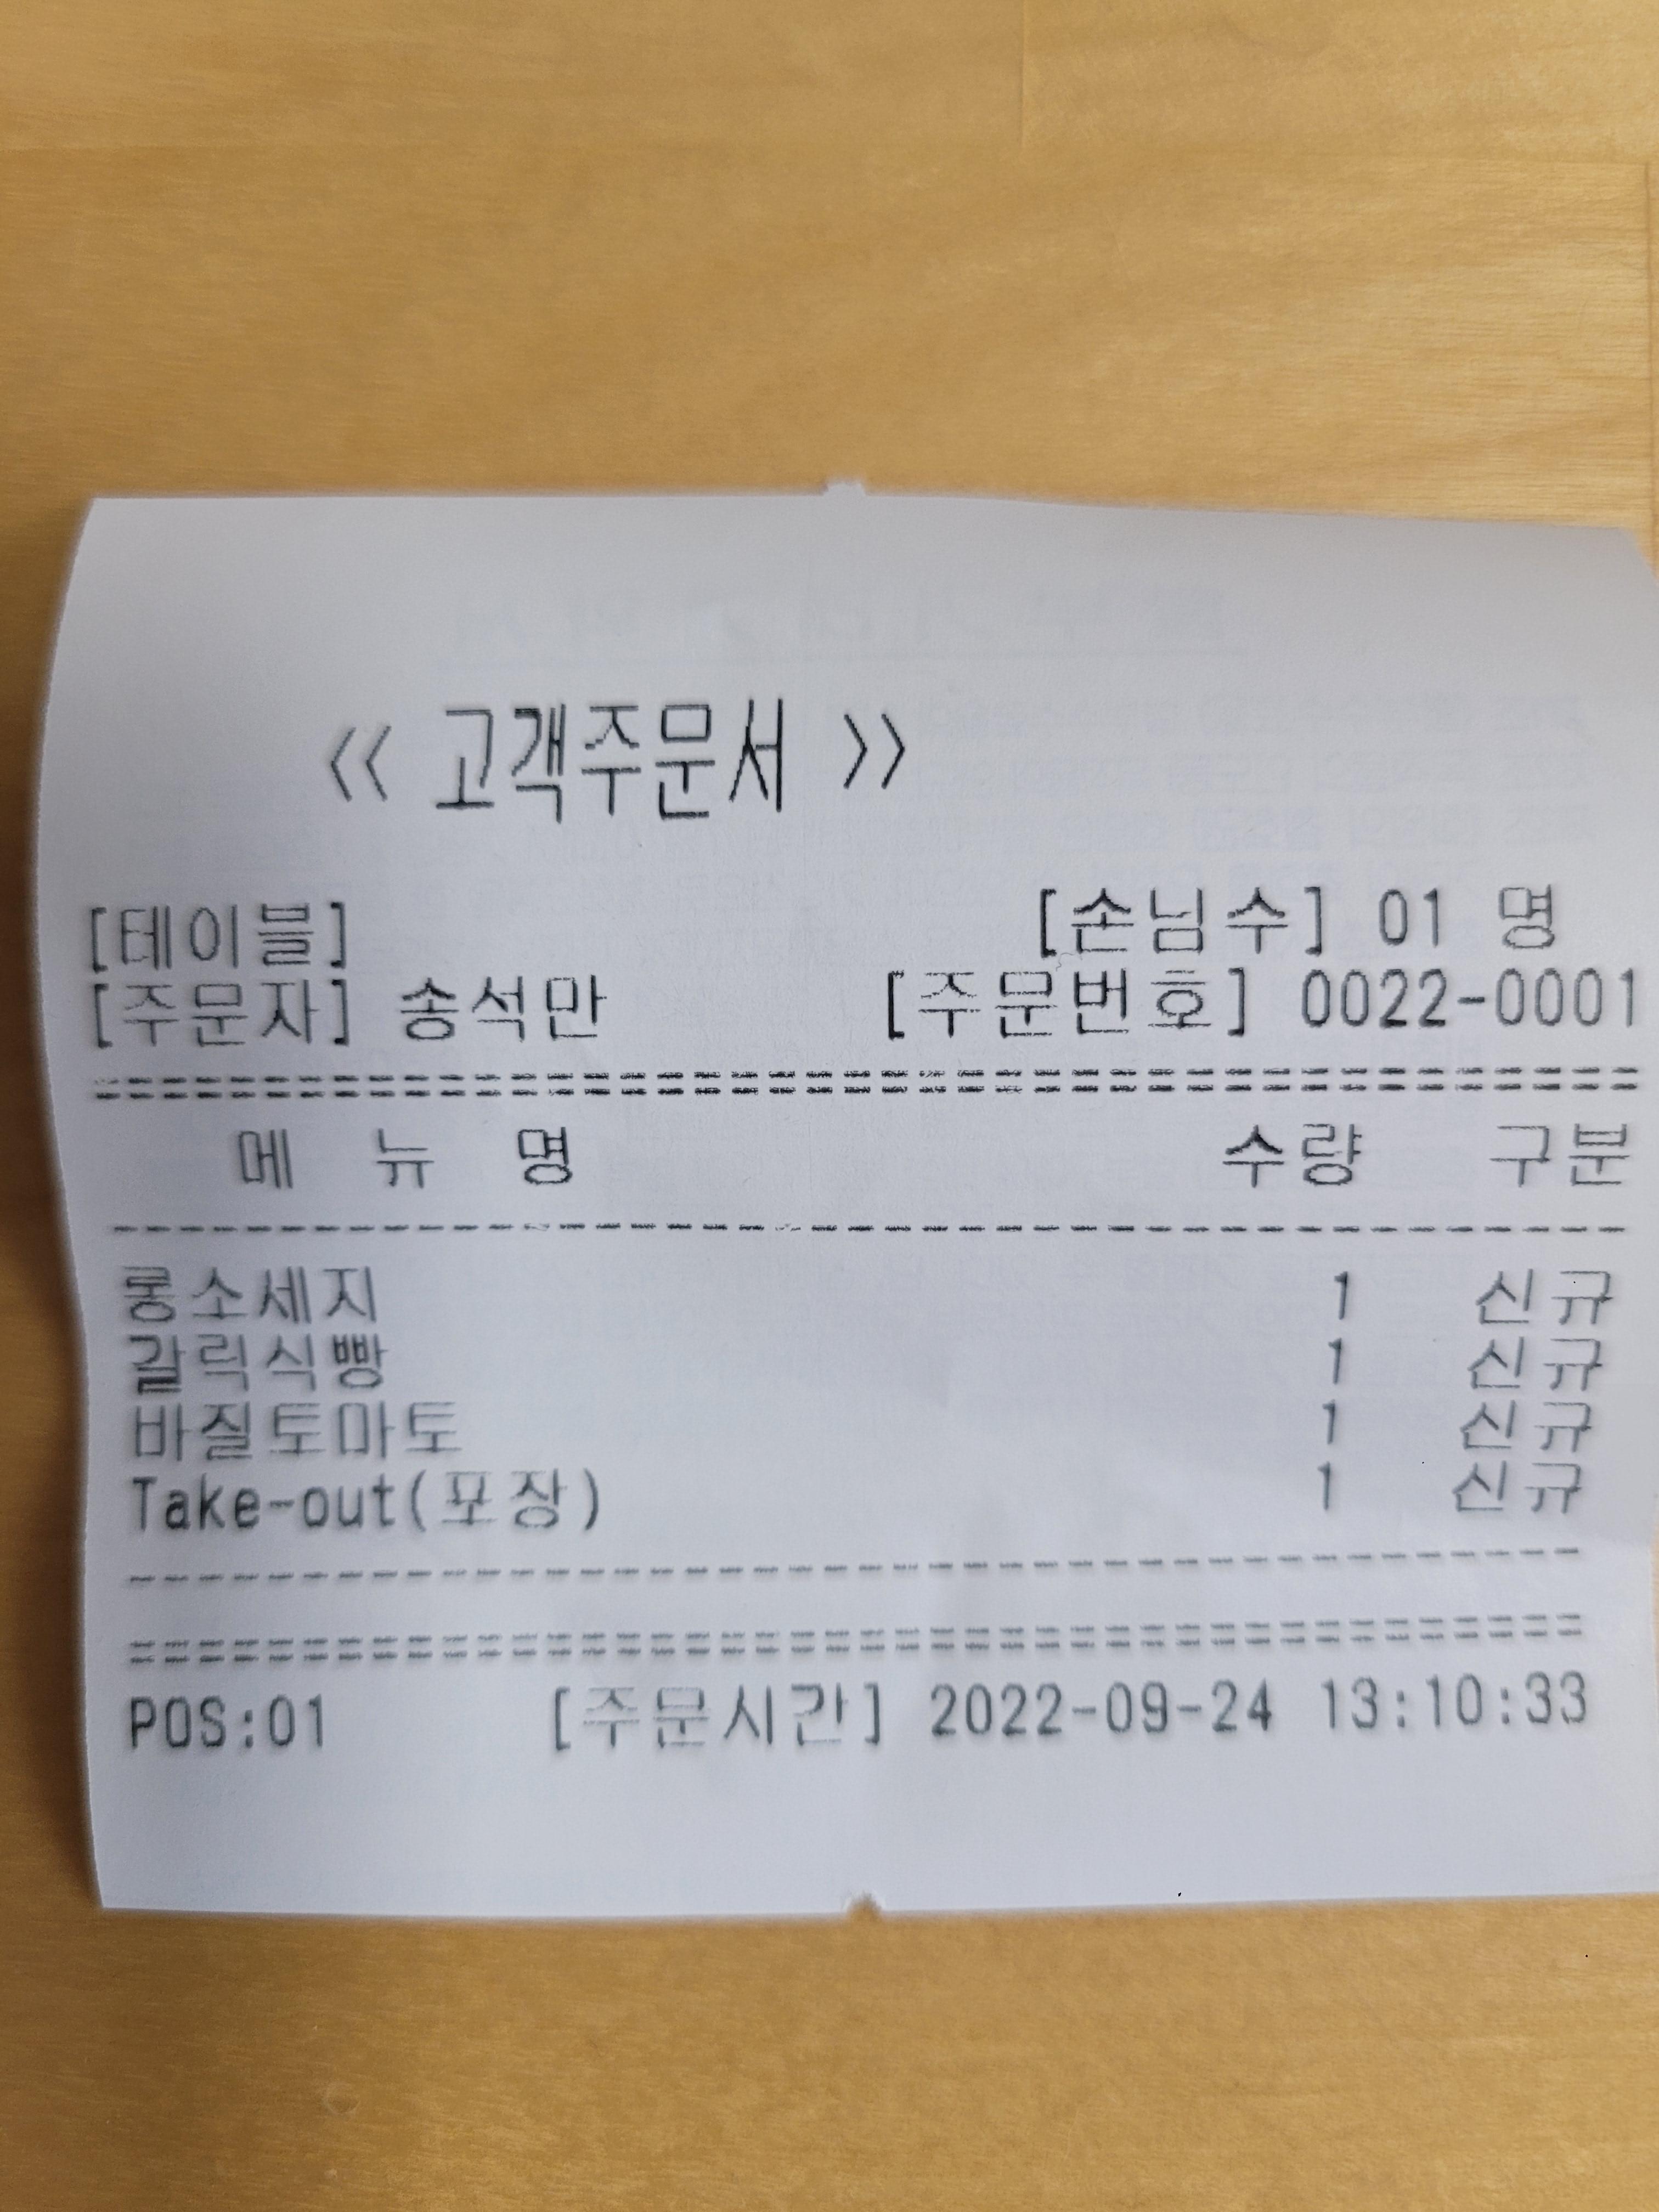 << 고객주문서 >>
[테이블] [손님수] 01 명
[주문자] 송석만 [주문번호] 0022-0001
================================================
메 뉴 명 수량 구분
------------------------------------------------
롱소세지 1 신규
갈릭식빵 1 신규
바질토마토 1 신규
Take-out(포장) 1 신규
------------------------------------------------
================================================
POS:01 [주문시간] 2022-09-24 13:10:33